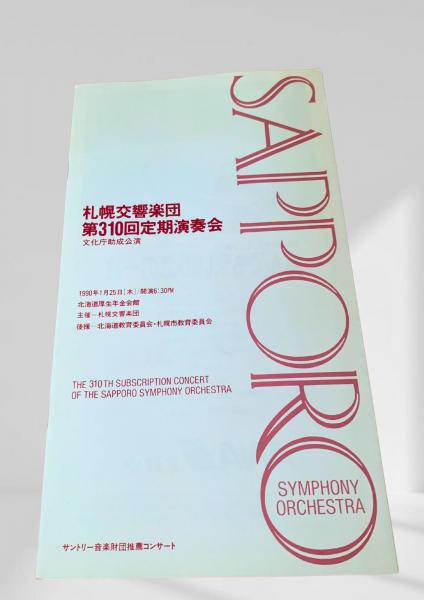 SAPPORO
SYMPHONY
ORCHESTRA
札幌交響楽団
第310回定期演奏会
文化庁助成公演
1990年1月25日[木]/開演6:30PM
北海道厚生年金会館
主催—札幌交響楽団
後援—北海道教育委員会・札幌市教育委員会
THE 310TH SUBSCRIPTION CONCERT
OF THE SAPPORO SYMPHONY ORCHESTRA
サントリー音楽財団推薦コンサート